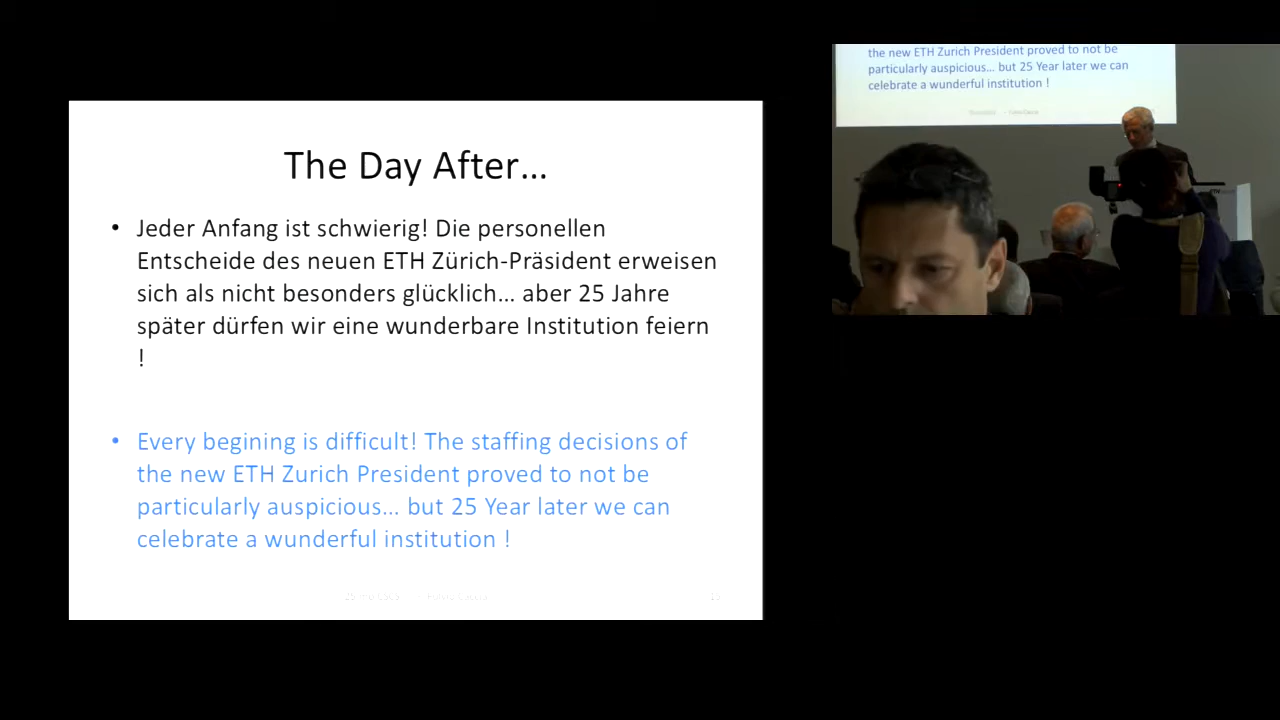 The Day After...
• Jeder Anfang ist schwierig! Die personellen
Entscheide des neuen ETH Zürich-Präsident erweisen
sich als nicht besonders glücklich... aber 25 Jahre
später dürfen wir eine wunderbare Institution feiern
!
• Every begining is difficult! The staffing decisions of
the new ETH Zurich President proved to not be
particularly auspicious... but 25 Year later we can
celebrate a wunderful institution !
the new ETH Zurich President proved to not be
particularly auspicious... but 25 Year later we can
celebrate a wunderful institution !